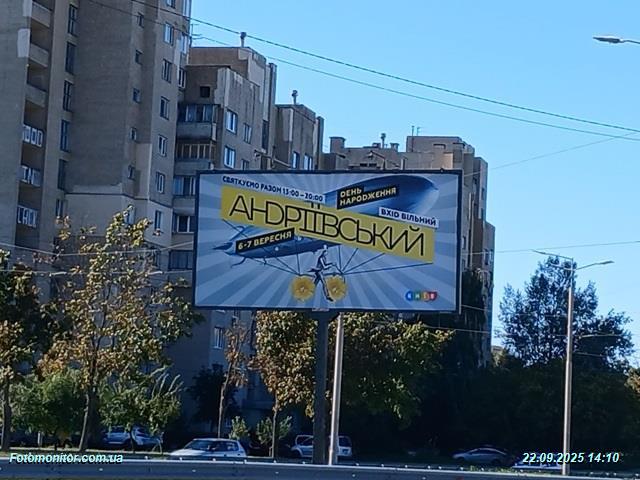 СВЯТКУЄМО РАЗОМ 13:00 – 20:00
ДЕНЬ
НАРОДЖЕННЯ
ВХІД ВІЛЬНИЙ
АНДРІЇВСЬКИЙ
6-7 ВЕРЕСНЯ
КИЇВ
Fotomonitor.com.ua
22.09.2025 14:10